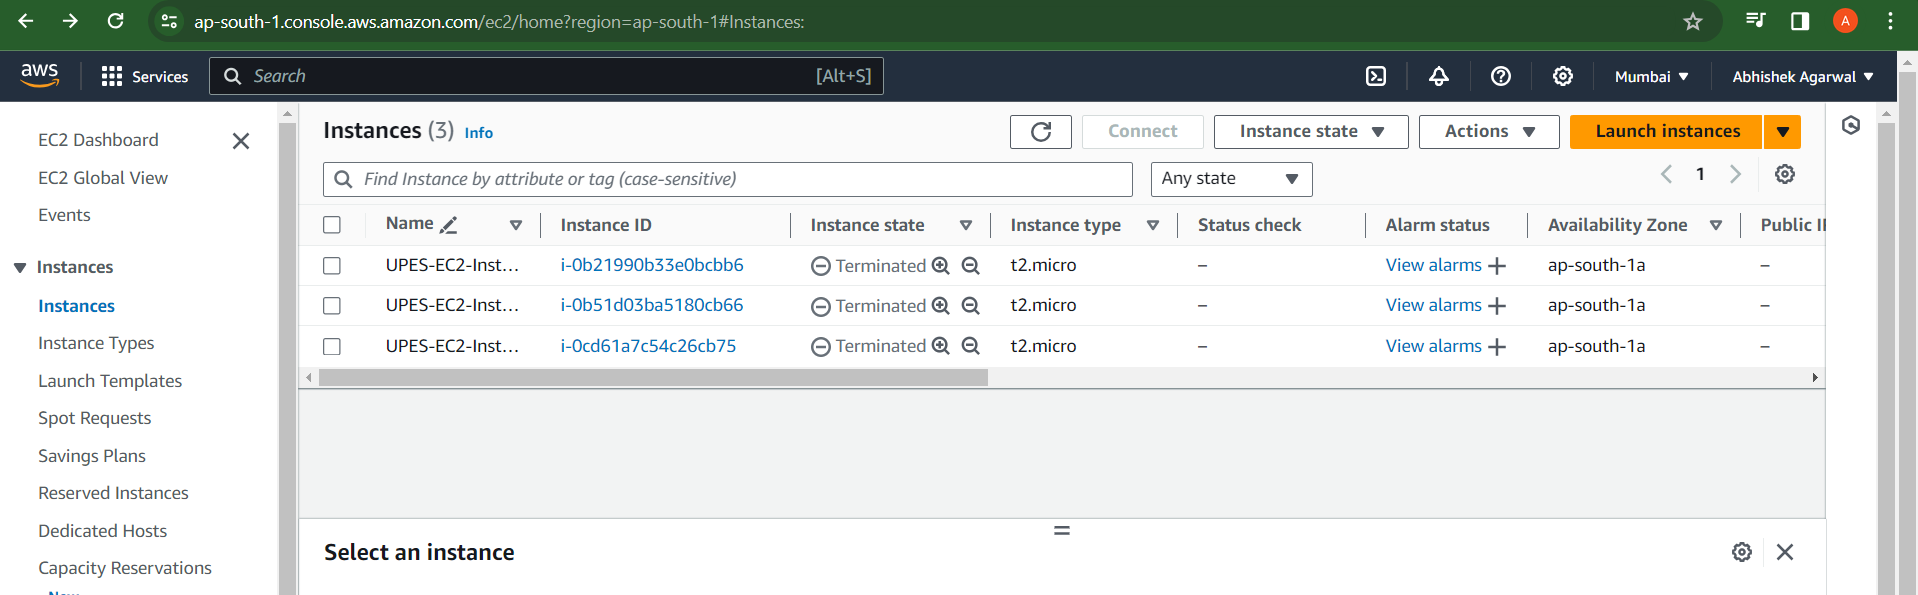 ap-south-1.console.aws.amazon.com/ec2/home?region=ap-south-1#Instances:
A
aws
Services
Search
[Alt+S]
Mumbai
Abhishek Agarwal
EC2 Dashboard
EC2 Global View
Events
Instances
Instances
Instance Types
Launch Templates
Spot Requests
Savings Plans
Reserved Instances
Dedicated Hosts
Capacity Reservations
Instances (3) Info
Connect
Instance state
Actions
Launch instances
Find Instance by attribute or tag (case-sensitive)
Any state
1
Name Instance ID Instance state Instance type Status check Alarm status Availability Zone Public
UPES-EC2-Inst... i-0b21990b33e0bcbb6 Terminated t2.micro – View alarms + ap-south-1a –
UPES-EC2-Inst... i-0b51d03ba5180cb66 Terminated t2.micro – View alarms + ap-south-1a –
UPES-EC2-Inst... i-0cd61a7c54c26cb75 Terminated t2.micro – View alarms + ap-south-1a –
Select an instance